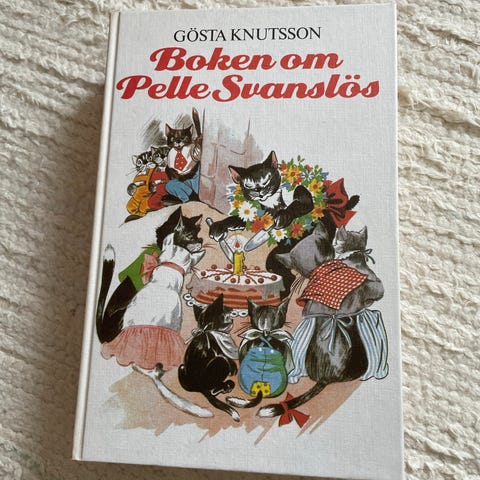 GÖSTA KNUTSSON
Boken om
Pelle Svanslös